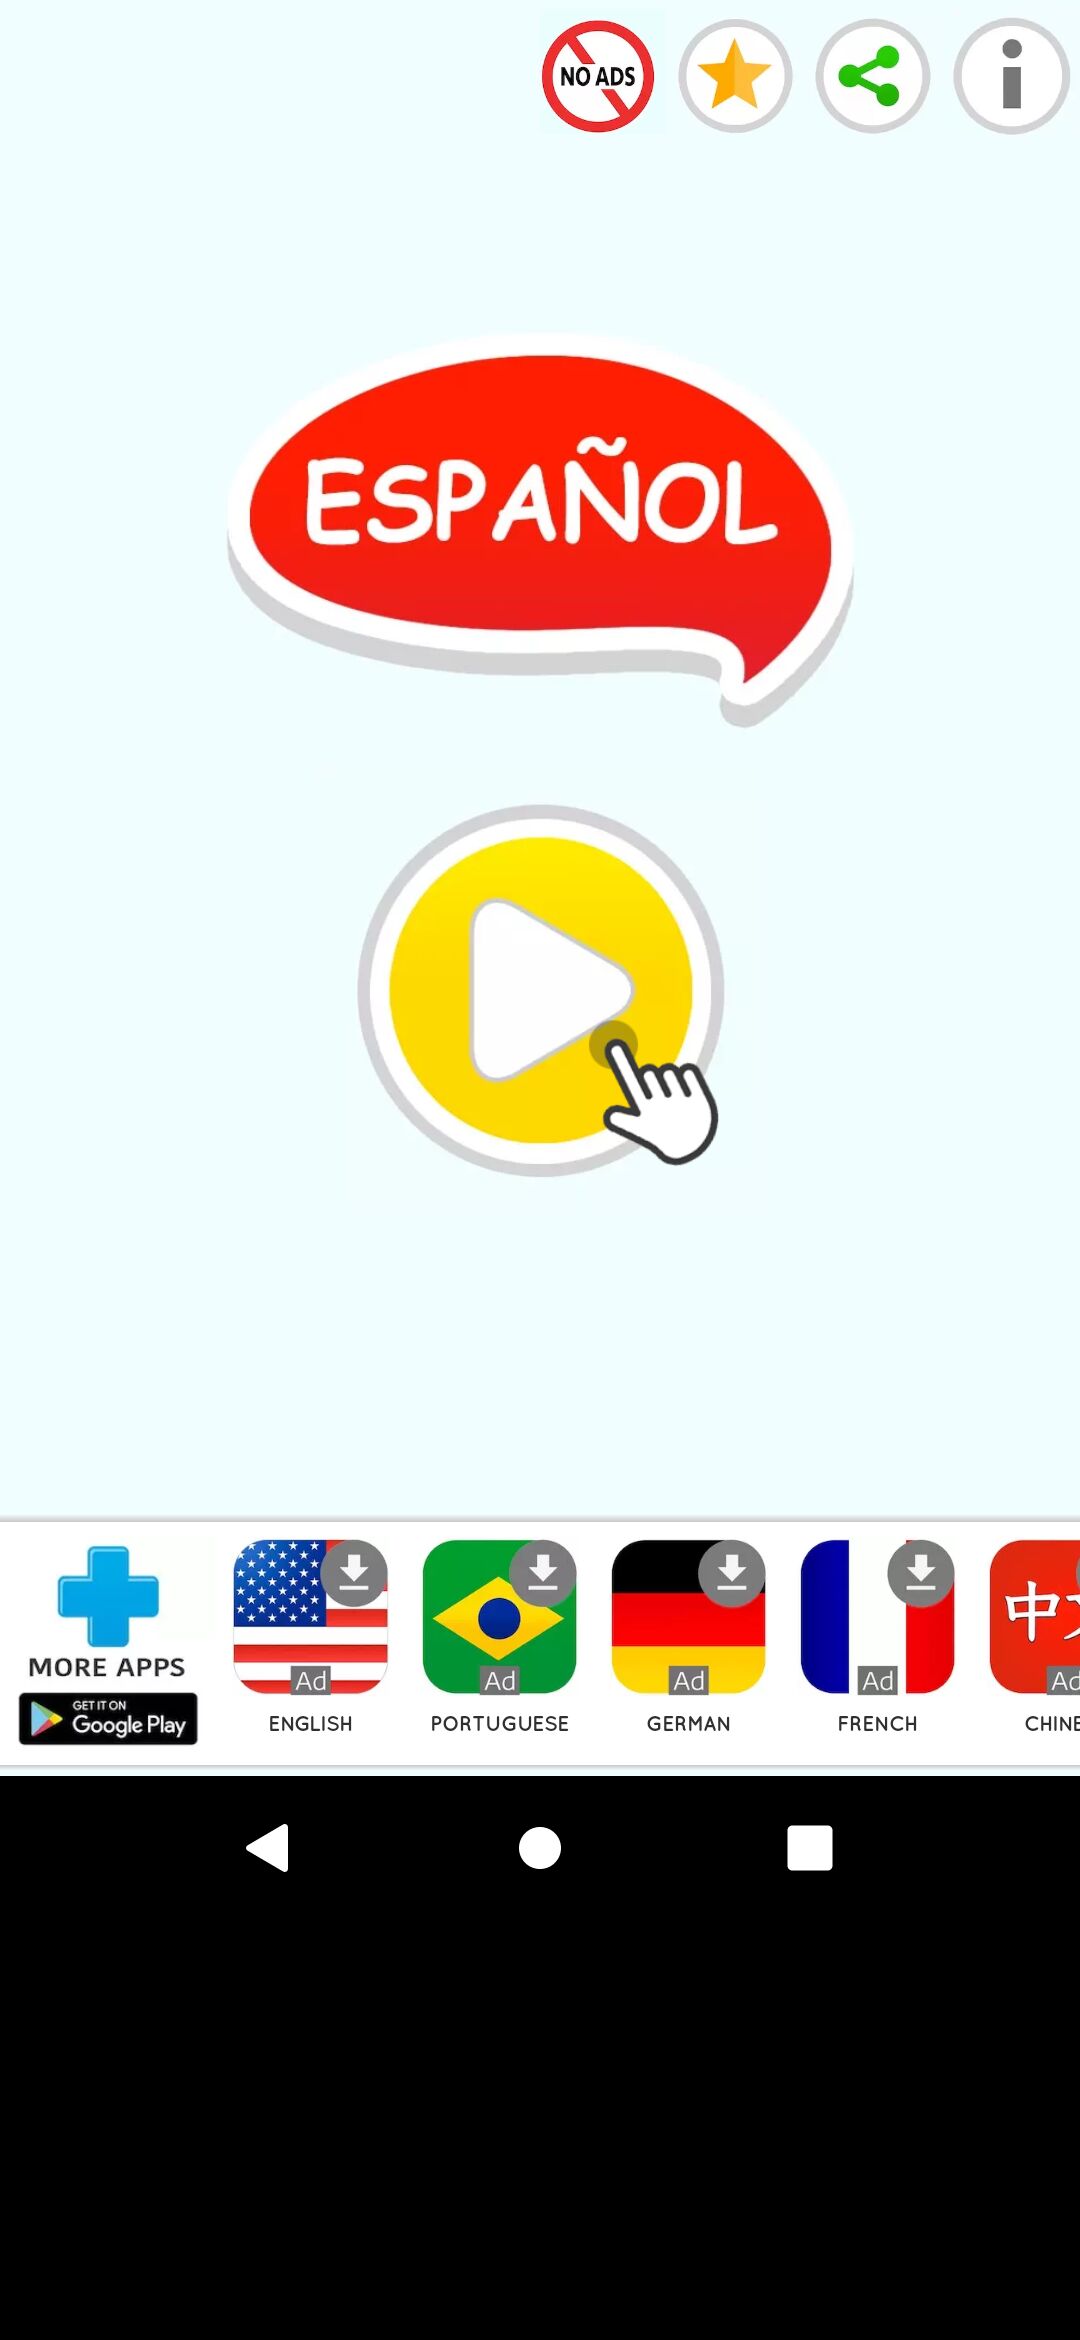 NO ADS
ESPAÑOL
MORE APPS
GET IT ON
Google Play
Ad
ENGLISH
Ad
PORTUGUESE
Ad
GERMAN
Ad
FRENCH
中
Ad
CHINE